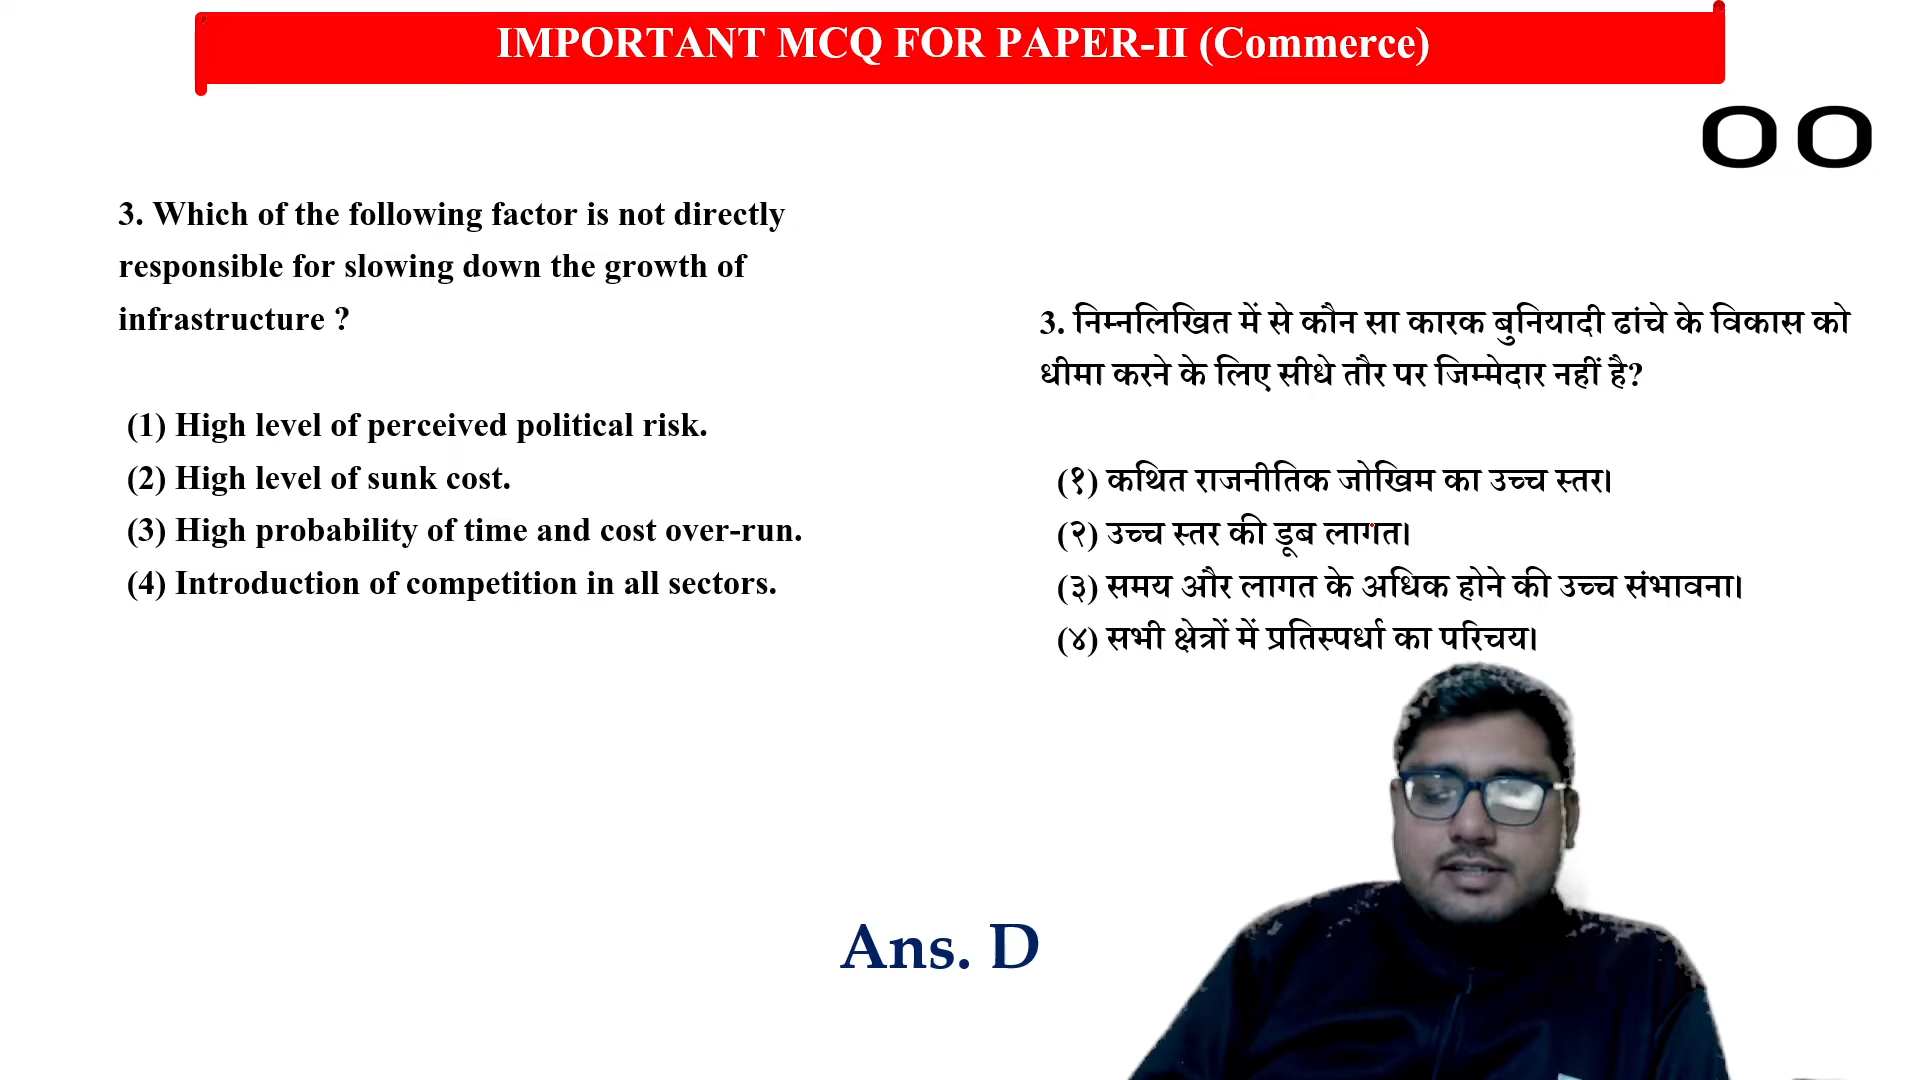 IMPORTANT MCQ FOR PAPER-II (Commerce)
00
3. Which of the following factor is not directly
responsible for slowing down the growth of
infrastructure ?
(1) High level of perceived political risk.
(2) High level of sunk cost.
(3) High probability of time and cost over-run.
(4) Introduction of competition in all sectors.
3. निम्नलिखित में से कौन सा कारक बुनियादी ढांचे के विकास को
धीमा करने के लिए सीधे तौर पर जिम्मेदार नहीं है?
(१) कथित राजनीतिक जोखिम का उच्च स्तर।
(२) उच्च स्तर की डूब लागत।
(३) समय और लागत के अधिक होने की उच्च संभावना।
(४) सभी क्षेत्रों में प्रतिस्पर्धा का परिचय।
Ans. D